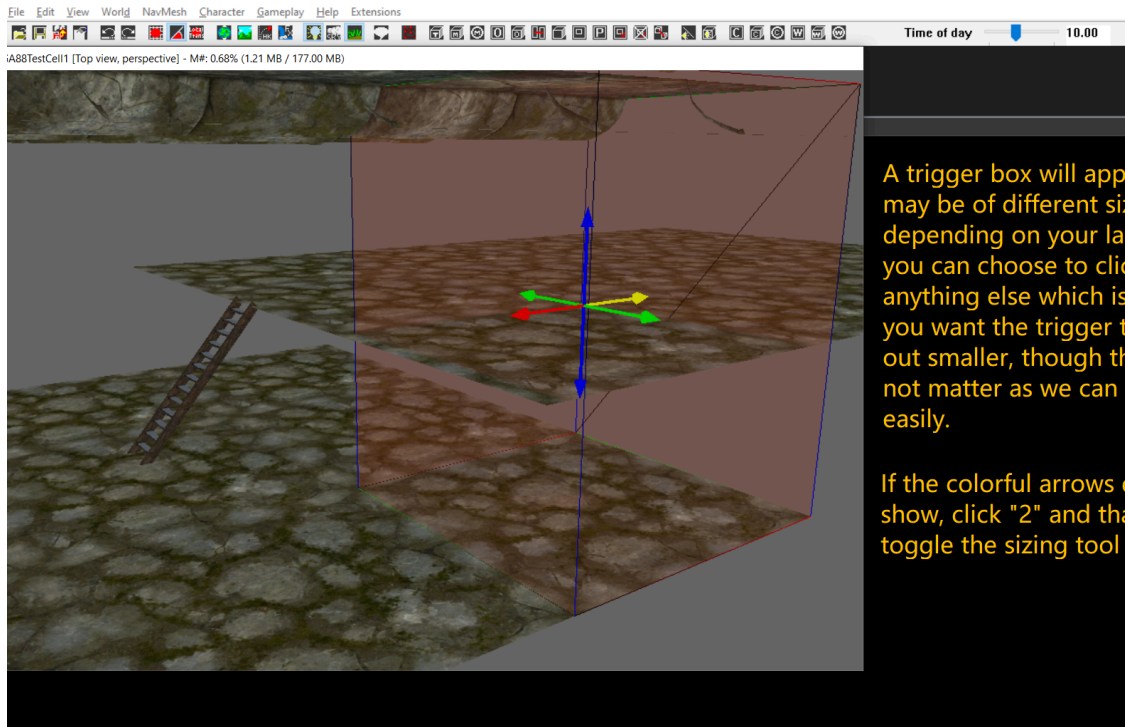 File Edit View World NavMesh Character Gameplay Help Extensions
Time of day 10.00
A88TestCell1 [Top view, perspective] - M#: 0.68% (1.21 MB / 177.00 MB)
A trigger box will app
may be of different si
depending on your la
you can choose to cli
anything else which is
you want the trigger t
out smaller, though th
not matter as we can
easily.
If the colorful arrows
show, click "2" and tha
toggle the sizing tool